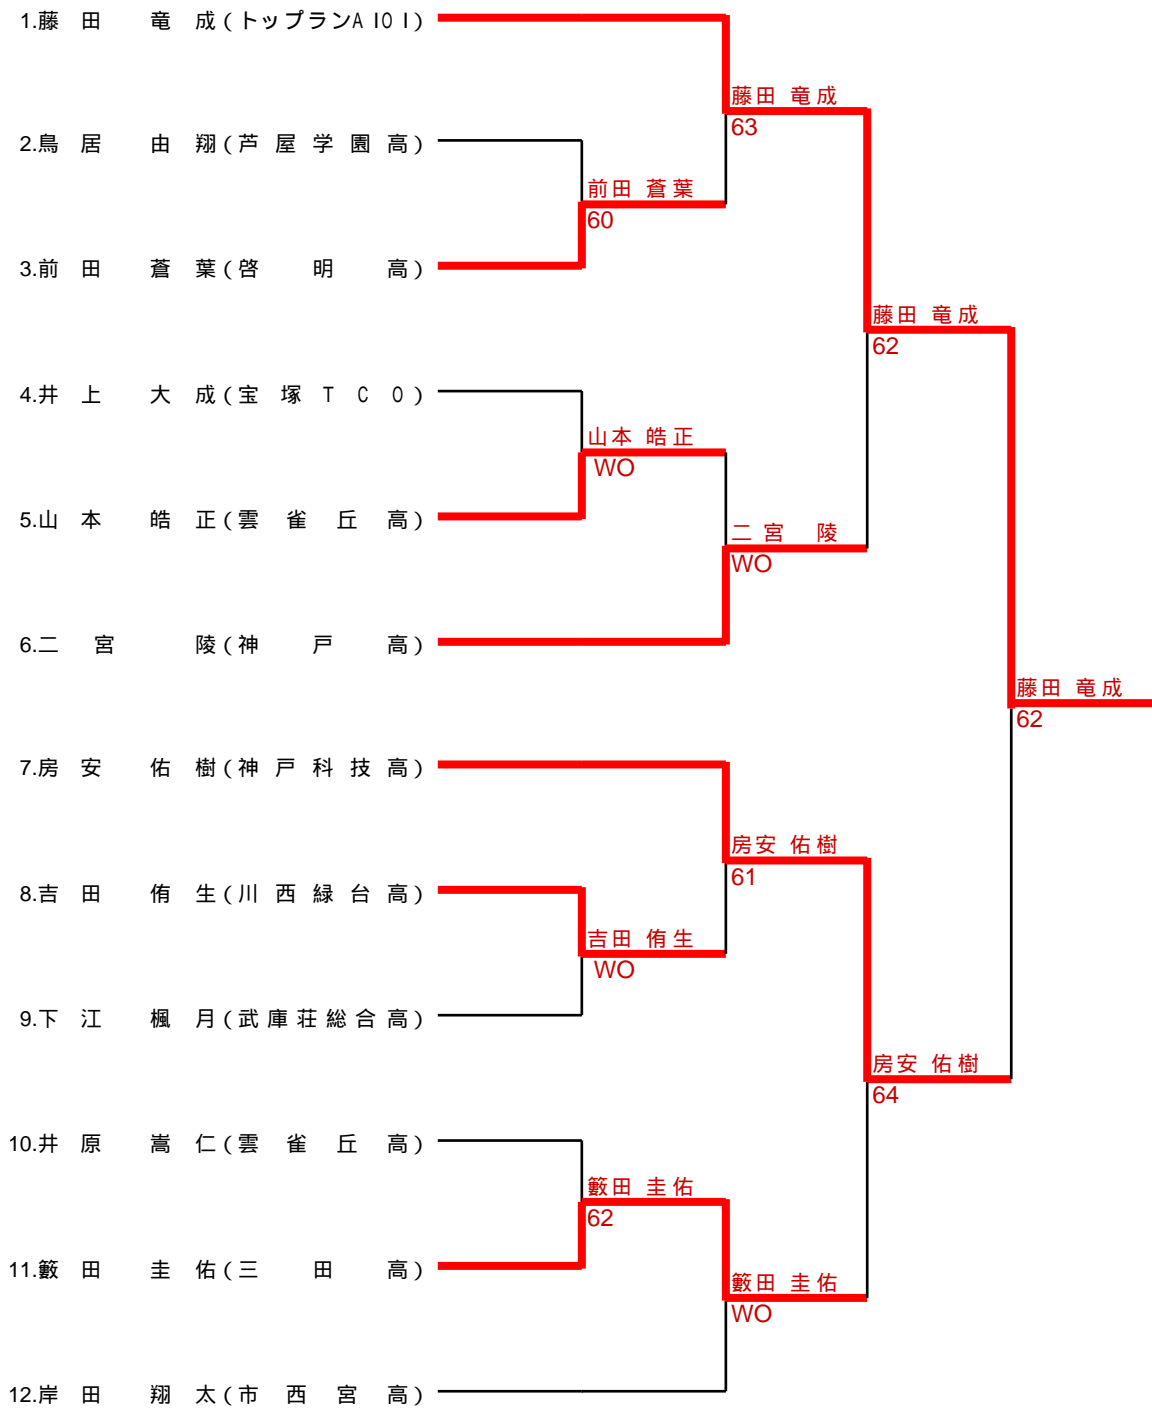 1.藤田 竜成(トップランAIOI)
藤田 竜成
63
2.鳥居 由翔(芦屋学園高)
前田 蒼葉
60
3.前田 蒼葉(啓明高)
藤田 竜成
62
4.井上 大成(宝塚TCO)
山本 皓正
WO
5.山本 皓正(雲雀丘高)
二宮 陵
WO
6.二宮 陵(神戸高)
藤田 竜成
62
7.房安 佑樹(神戸科技高)
房安 佑樹
61
8.吉田 侑生(川西緑台高)
吉田 侑生
WO
9.下江 楓月(武庫荘総合高)
房安 佑樹
64
10.井原 嵩仁(雲雀丘高)
籔田 圭佑
62
11.籔田 圭佑(三田高)
籔田 圭佑
WO
12.岸田 翔太(市西宮高)